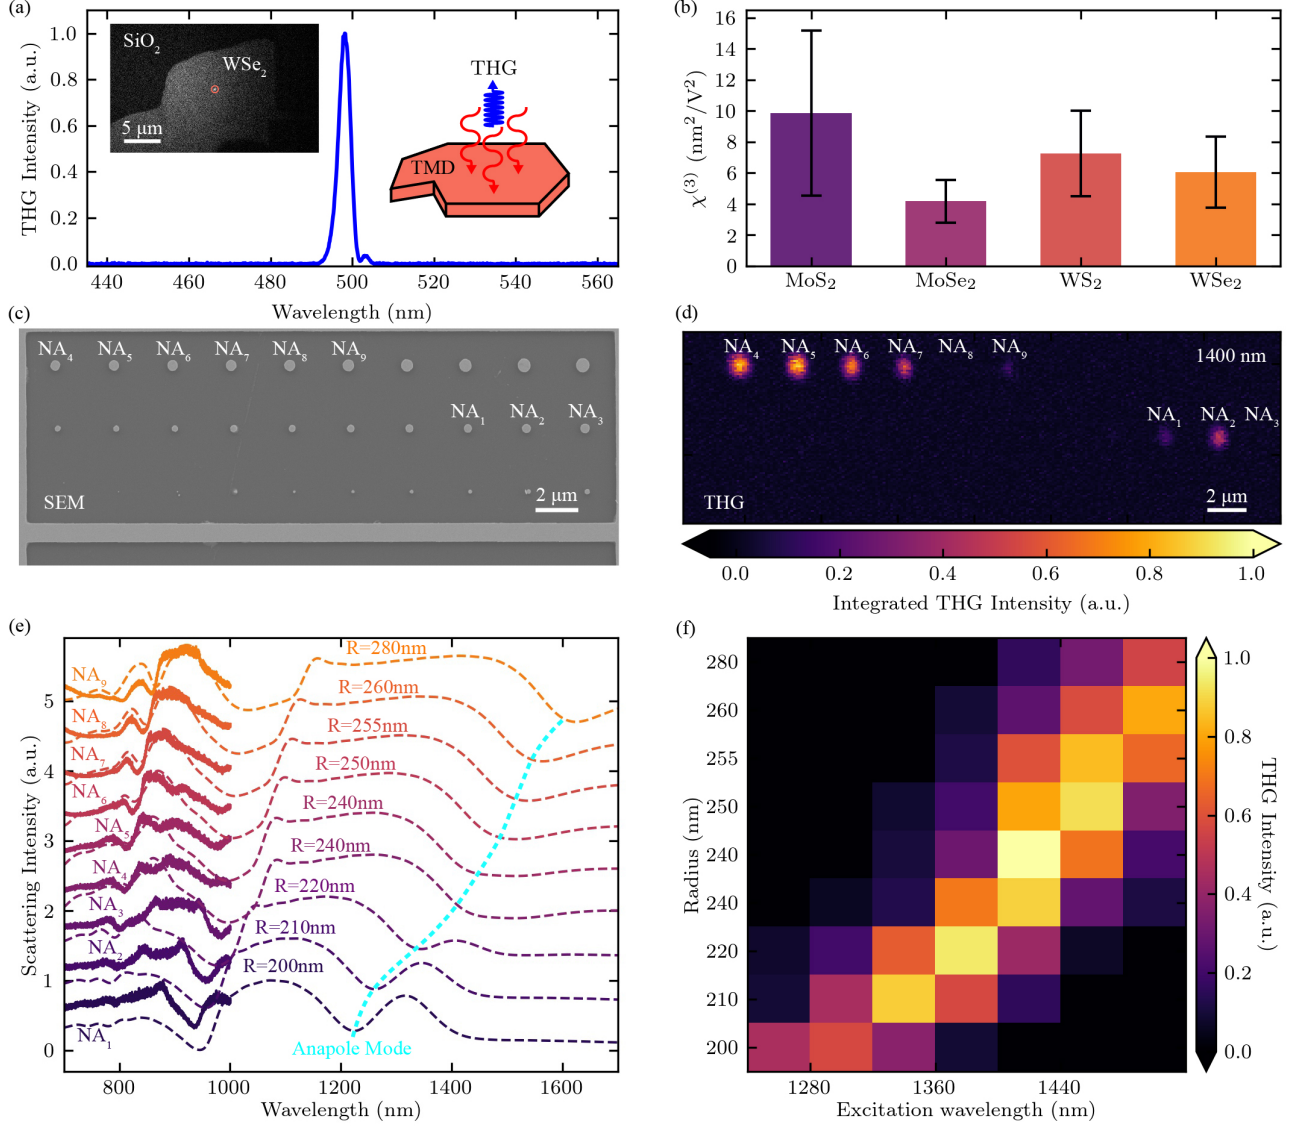 (a)
THG Intensity (a.u.)
1.0
0.8
0.6
0.4
0.2
0.0
SiO2
WSe2
5 μm
THG
TMD
440 460 480 500 520 540 560
Wavelength (nm)
(b)
χ(3) (nm2/V2)
16
14
12
10
8
6
4
2
0
MoS2 MoSe2 WS2 WSe2
(c)
NA4 NA5 NA6 NA7 NA8 NA9
NA1 NA2 NA3
SEM
2 μm
(d)
NA4 NA5 NA6 NA7 NA8 NA9
1400 nm
NA1 NA2 NA3
THG
2 μm
0.0 0.2 0.4 0.6 0.8 1.0
Integrated THG Intensity (a.u.)
(e)
Scattering Intensity (a.u.)
5
4
3
2
1
0
NA9
NA8
NA7
NA6
NA5
NA4
NA3
NA2
NA1
R=280nm
R=260nm
R=255nm
R=250nm
R=240nm
R=240nm
R=220nm
R=210nm
R=200nm
Anapole Mode
800 1000 1200 1400 1600
Wavelength (nm)
(f)
Radius (nm)
280
260
255
250
240
240
220
210
200
1280 1360 1440
Excitation wavelength (nm)
1.0
0.8
0.6
0.4
0.2
0.0
THG Intensity (a.u.)